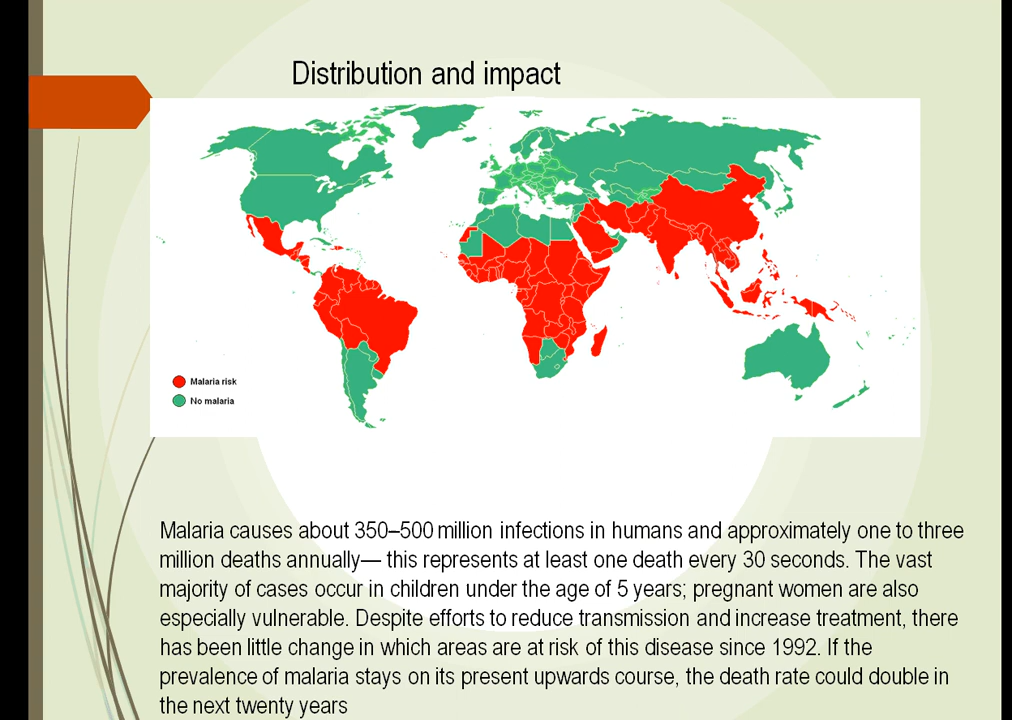 Distribution and impact
Malaria risk
No malaria
Malaria causes about 350–500 million infections in humans and approximately one to three
million deaths annually— this represents at least one death every 30 seconds. The vast
majority of cases occur in children under the age of 5 years; pregnant women are also
especially vulnerable. Despite efforts to reduce transmission and increase treatment, there
has been little change in which areas are at risk of this disease since 1992. If the
prevalence of malaria stays on its present upwards course, the death rate could double in
the next twenty years